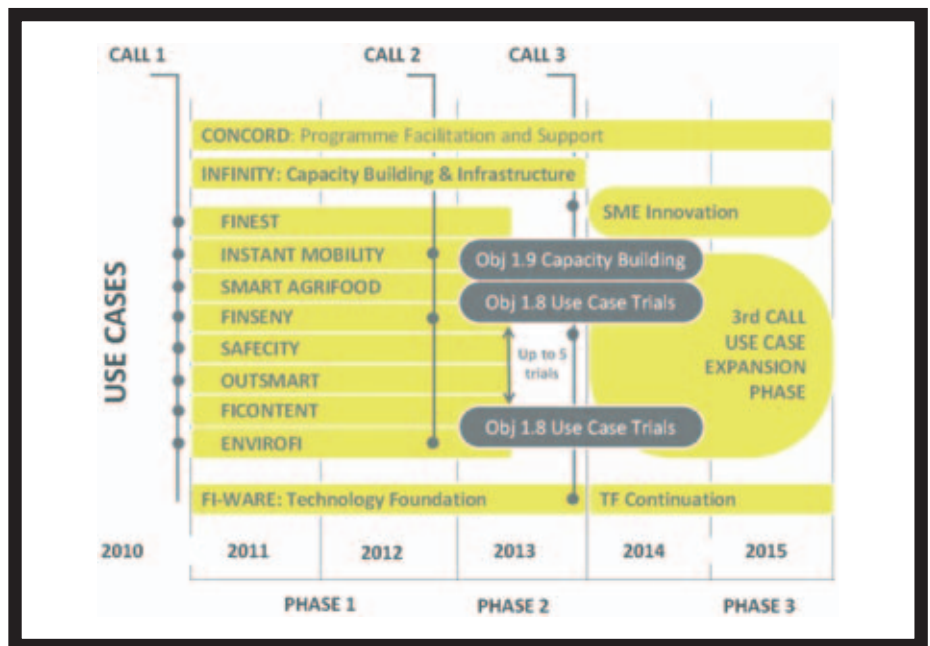 CALL 1
CALL 2
CALL 3
CONCORD: Programme Facilitation and Support
INFINITY: Capacity Building & Infrastructure
SME Innovation
USE CASES
FINEST
INSTANT MOBILITY
SMART AGRIFOOD
FINSENY
SAFECITY
OUTSMART
FICONTENT
ENVIROFI
Obj 1.9 Capacity Building
Obj 1.8 Use Case Trials
Up to 5
trials
Obj 1.8 Use Case Trials
3rd CALL
USE CASE
EXPANSION
PHASE
FI-WARE: Technology Foundation
TF Continuation
2010
2011
2012
2013
2014
2015
PHASE 1
PHASE 2
PHASE 3